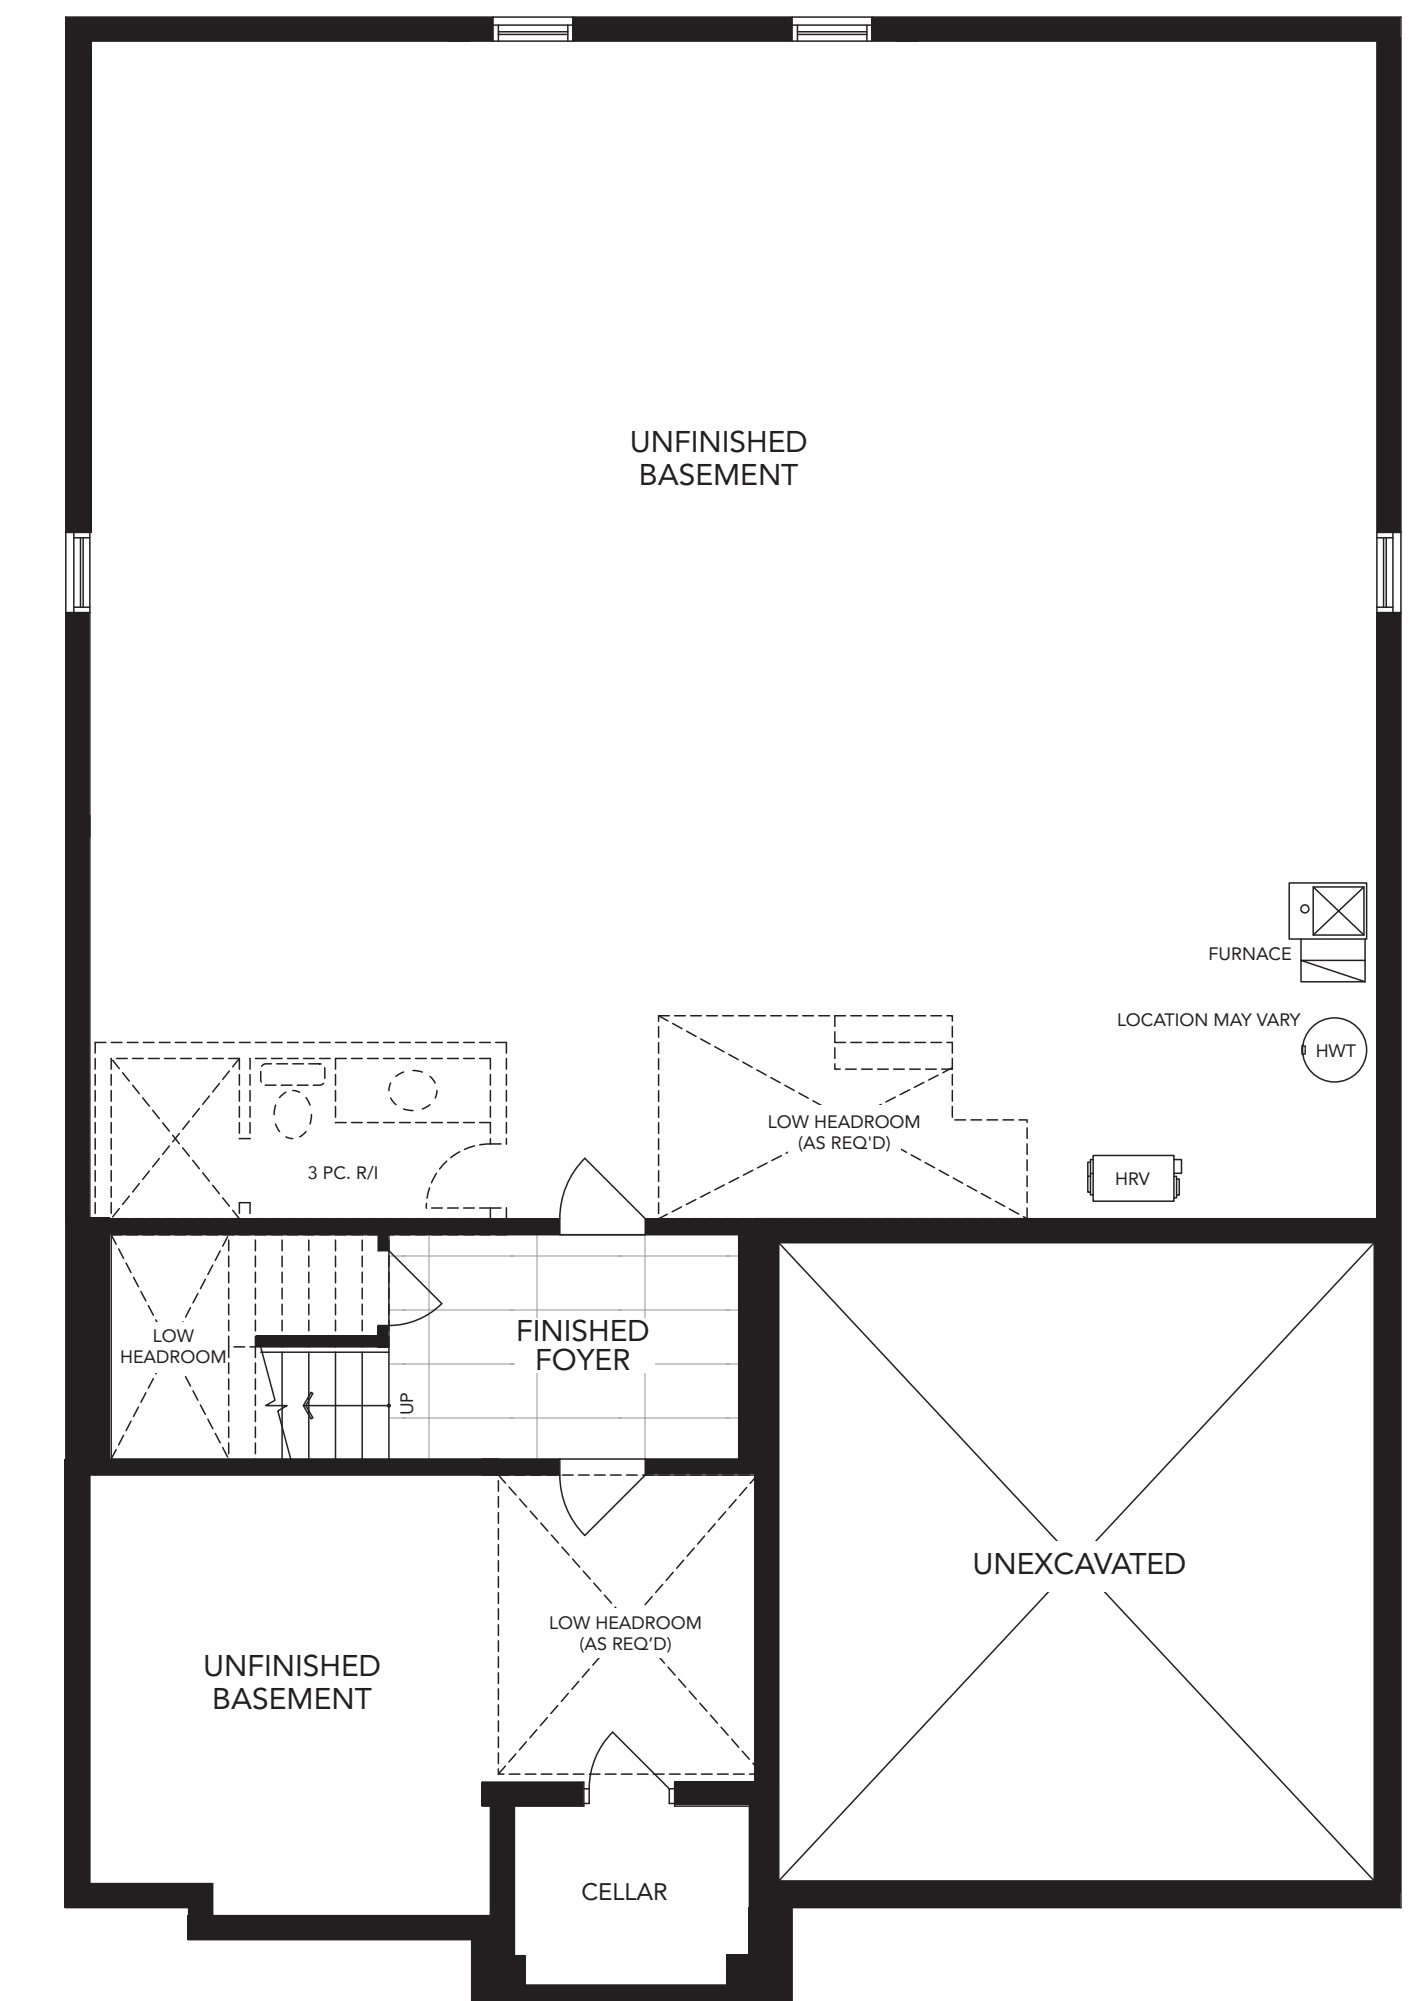 UNFINISHED
BASEMENT
FURNACE
LOCATION MAY VARY
HWT
LOW HEADROOM
(AS REQ'D)
3 PC. R/I
HRV
FINISHED
FOYER
LOW
HEADROOM
UP
UNEXCAVATED
LOW HEADROOM
(AS REQ’D)
UNFINISHED
BASEMENT
CELLAR